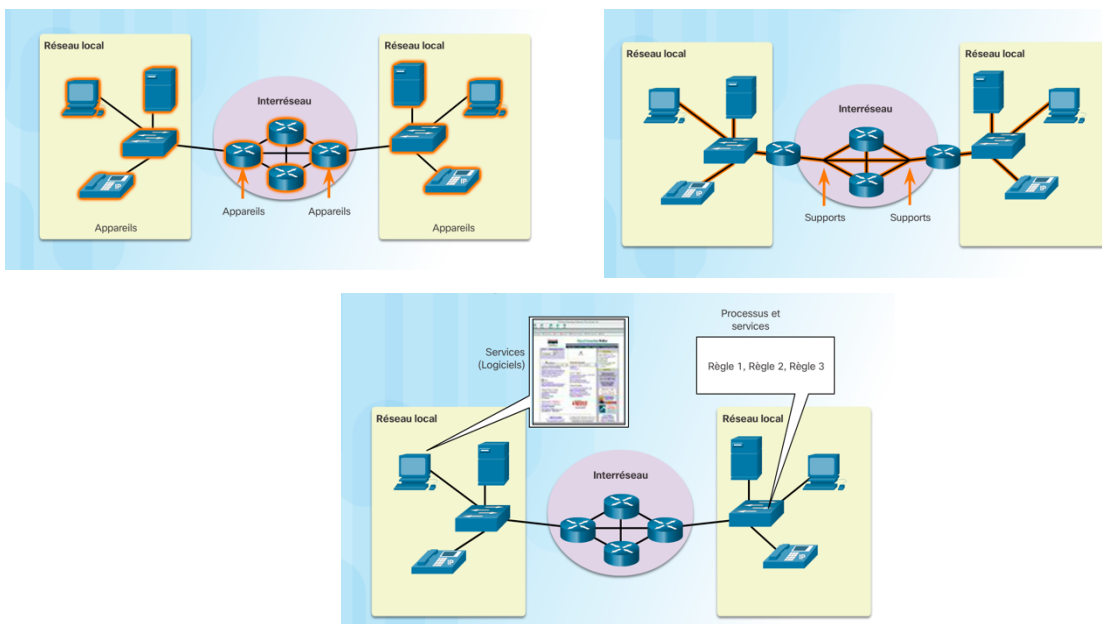 Réseau local
Interréseau
Appareils
Appareils
Appareils
Réseau local
Appareils
Réseau local
Interréseau
Supports
Supports
Réseau local
Services
(Logiciels)
Processus et
services
Règle 1, Règle 2, Règle 3
Réseau local
Interréseau
Réseau local